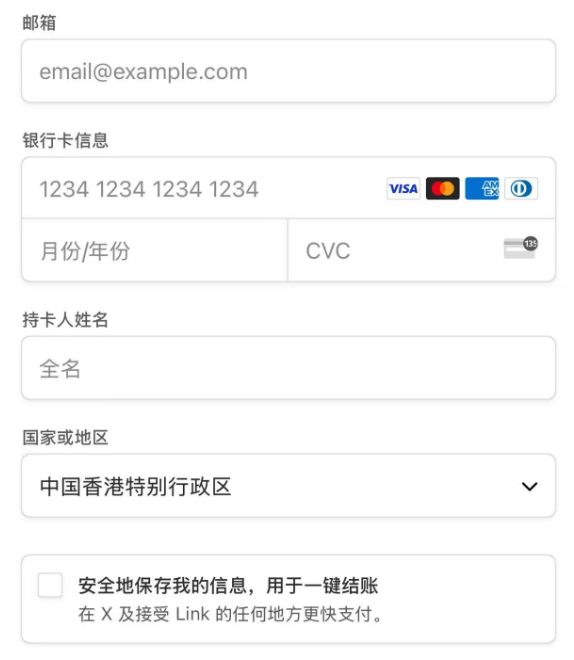 邮箱
email@example.com
银行卡信息
1234 1234 1234 1234 VISA AMEX
月份/年份 CVC 135
持卡人姓名
全名
国家或地区
中国香港特别行政区
安全地保存我的信息，用于一键结账
在 X 及接受 Link 的任何地方更快支付。